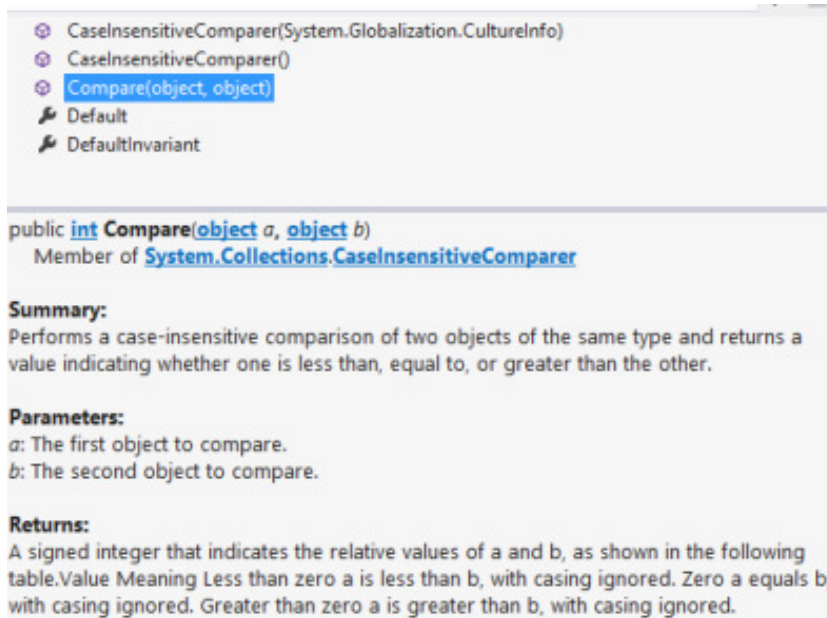 CaseInsensitiveComparer(System.Globalization.CultureInfo)
CaseInsensitiveComparer()
Compare(object, object)
Default
DefaultInvariant
public int Compare(object a, object b)
Member of System.Collections.CaseInsensitiveComparer
Summary:
Performs a case-insensitive comparison of two objects of the same type and returns a
value indicating whether one is less than, equal to, or greater than the other.
Parameters:
a: The first object to compare.
b: The second object to compare.
Returns:
A signed integer that indicates the relative values of a and b, as shown in the following
table.Value Meaning Less than zero a is less than b, with casing ignored. Zero a equals b
with casing ignored. Greater than zero a is greater than b, with casing ignored.